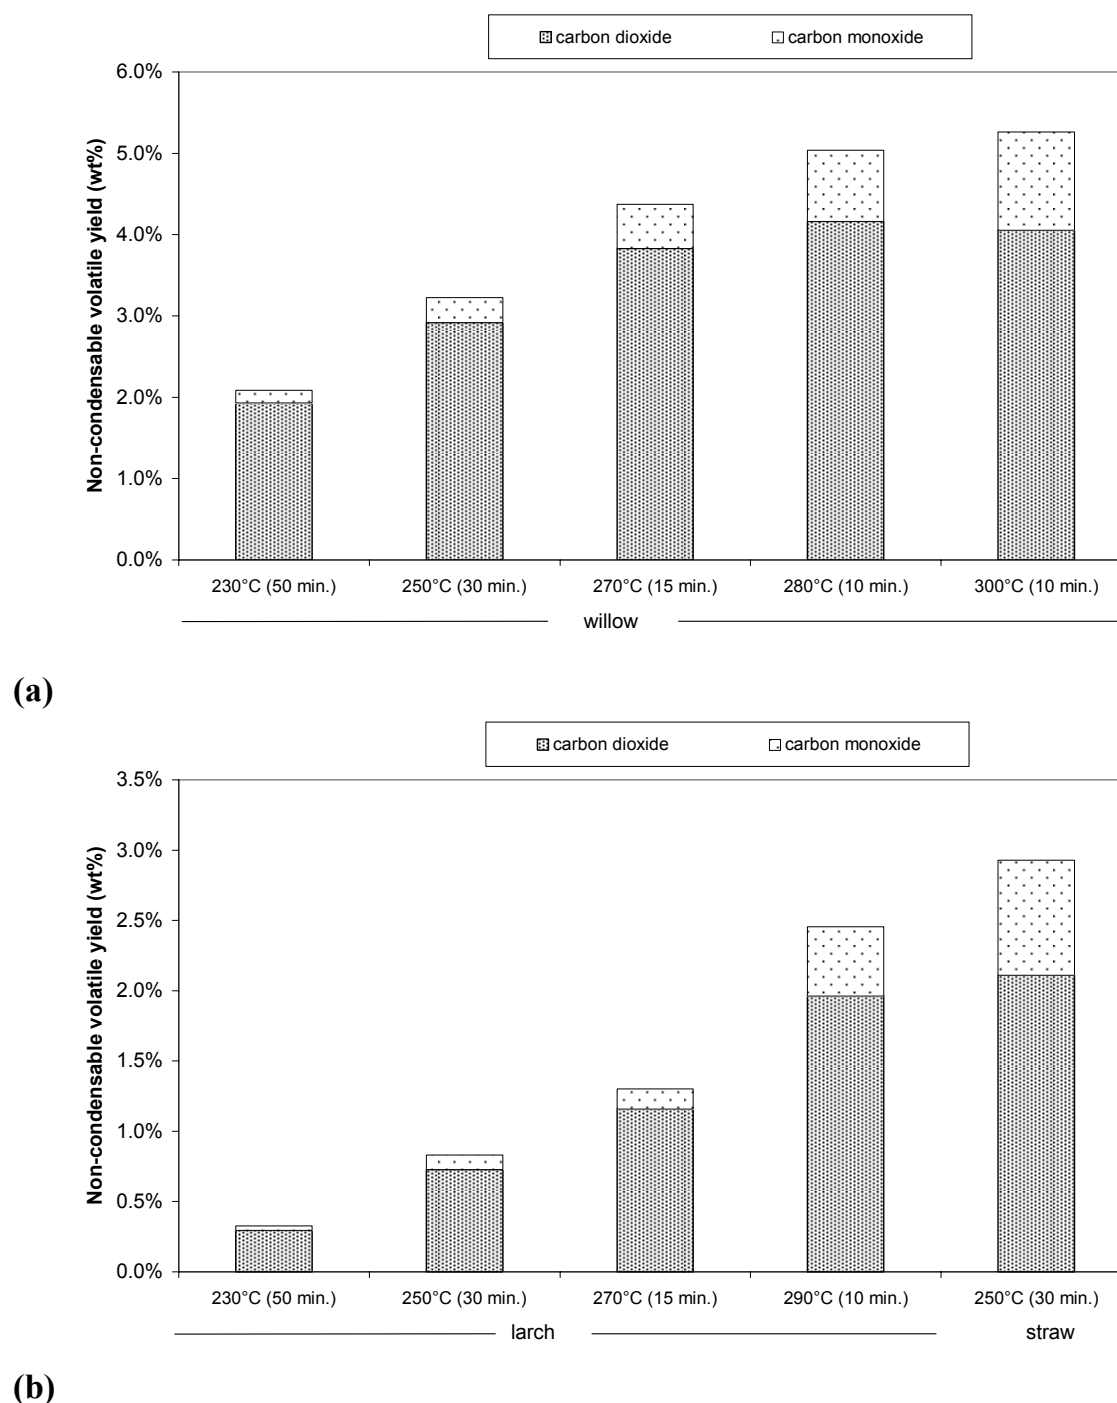 carbon dioxide carbon monoxide
6.0%
5.0%
4.0%
3.0%
2.0%
1.0%
0.0%
Non-condensable volatile yield (wt%)
230°C (50 min.) 250°C (30 min.) 270°C (15 min.) 280°C (10 min.) 300°C (10 min.)
willow
(a)
carbon dioxide carbon monoxide
3.5%
3.0%
2.5%
2.0%
1.5%
1.0%
0.5%
0.0%
Non-condensable volatile yield (wt%)
230°C (50 min.) 250°C (30 min.) 270°C (15 min.) 290°C (10 min.) 250°C (30 min.)
larch straw
(b)